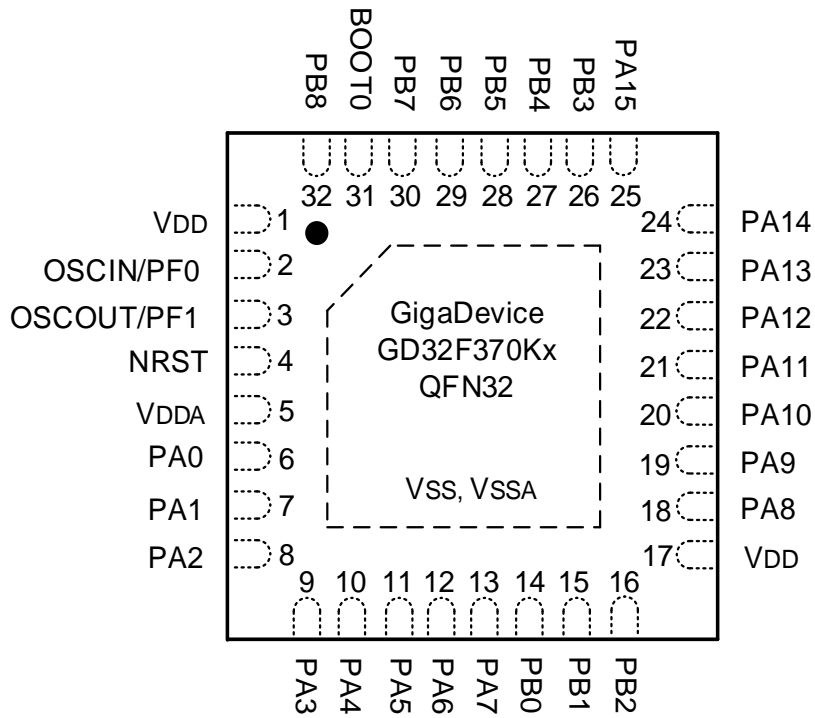 PB8
BOOT0
PB7
PB6
PB5
PB4
PB3
PA15
32
31
30
29
28
27
26
25
VDD 1
OSCIN/PF0 2
OSCOUT/PF1 3
NRST 4
VDDA 5
PA0 6
PA1 7
PA2 8
GigaDevice
GD32F370Kx
QFN32
VSS, VSSA
24 PA14
23 PA13
22 PA12
21 PA11
20 PA10
19 PA9
18 PA8
17 VDD
9
10
11
12
13
14
15
16
PA3
PA4
PA5
PA6
PA7
PB0
PB1
PB2